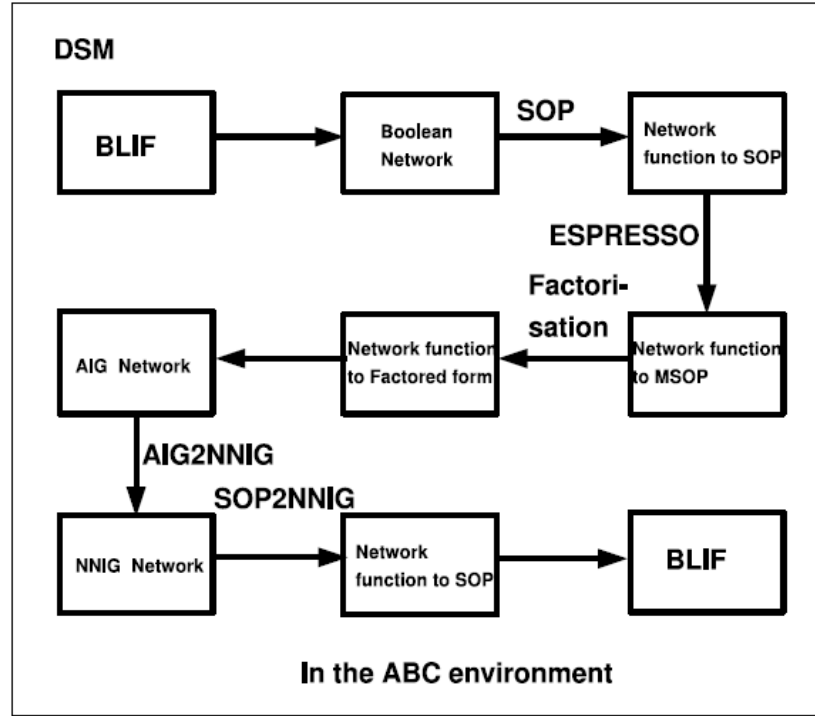 DSM
BLIF
Boolean
Network
SOP
Network
function to SOP
ESPRESSO
Factori-
sation
Network function
to MSOP
Network function
to Factored form
AIG Network
AIG2NNIG
SOP2NNIG
NNIG Network
Network
function to SOP
BLIF
In the ABC environment